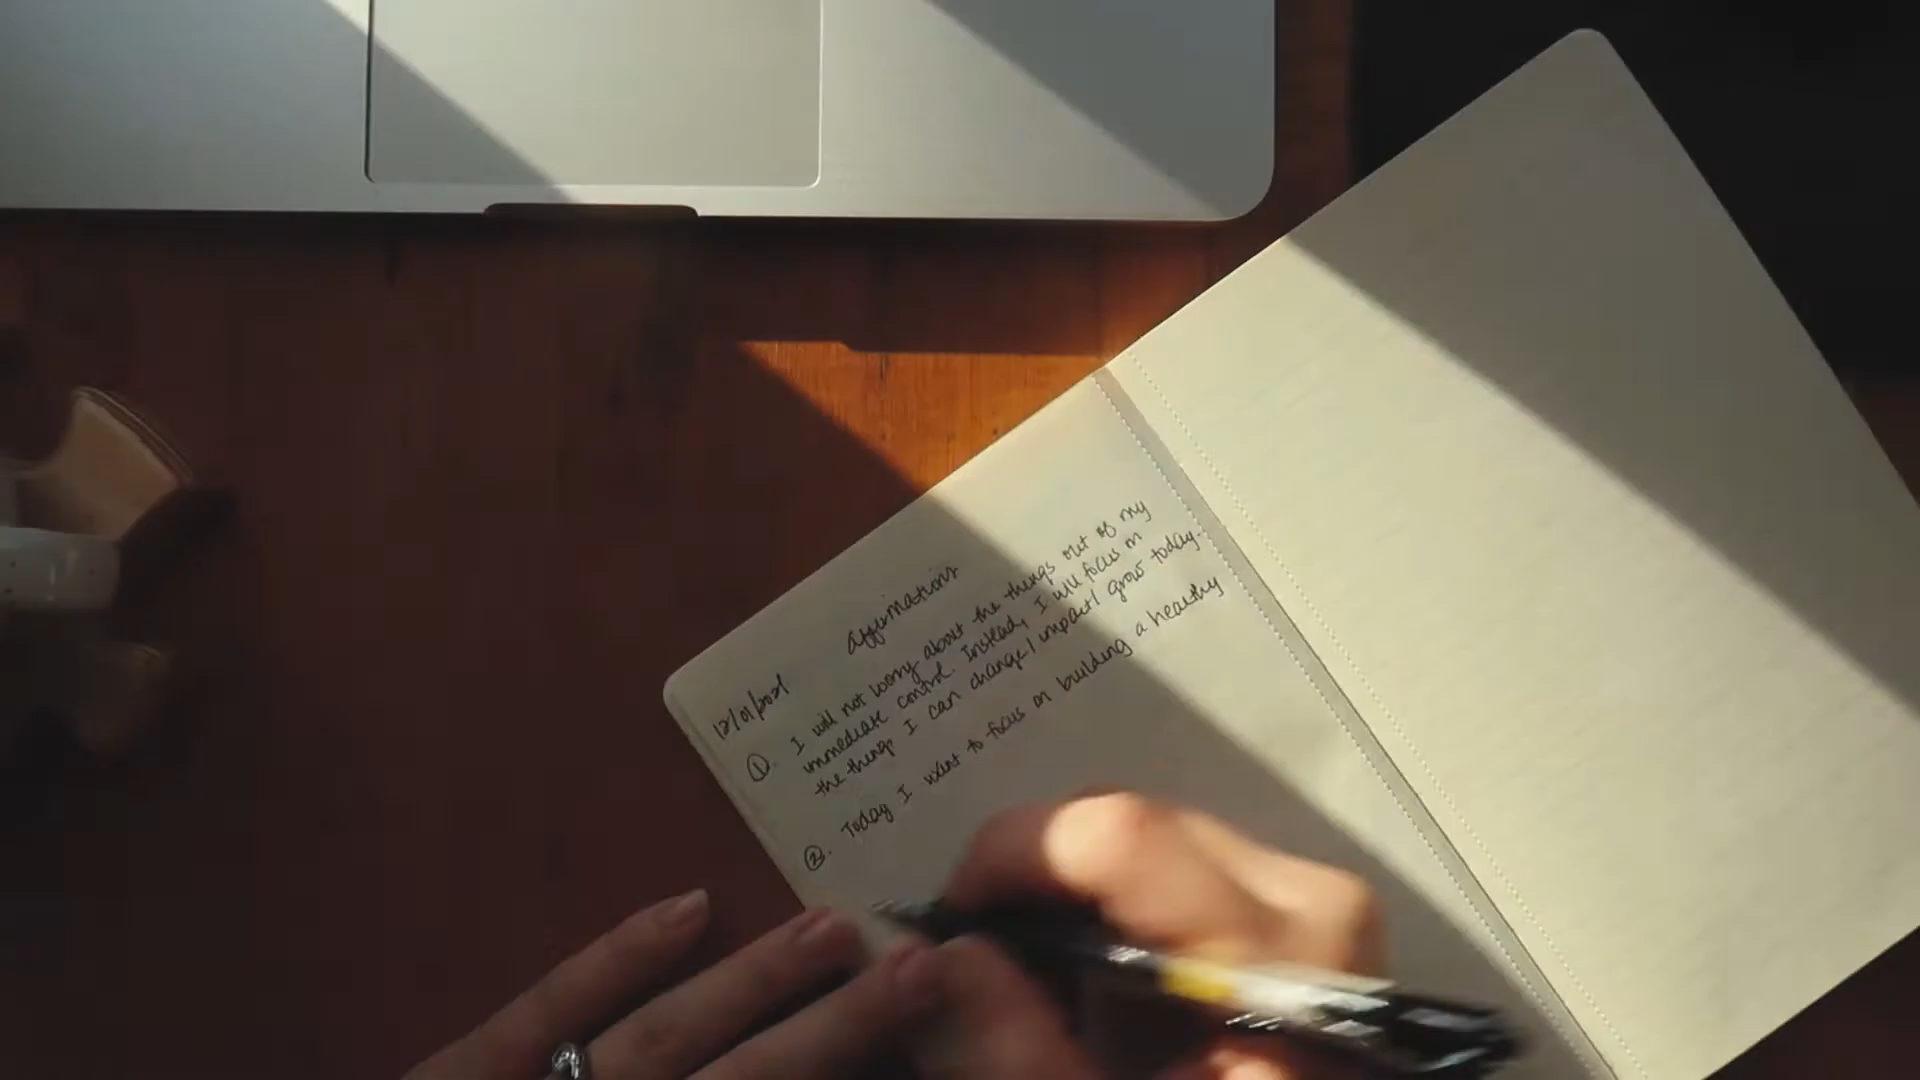 affirmations
12/01/2021
1. I will not worry about the things out of my
immediate control. Instead, I will focus on
the things I can change/impact/grow today.
2. Today I want to focus on building a healthy